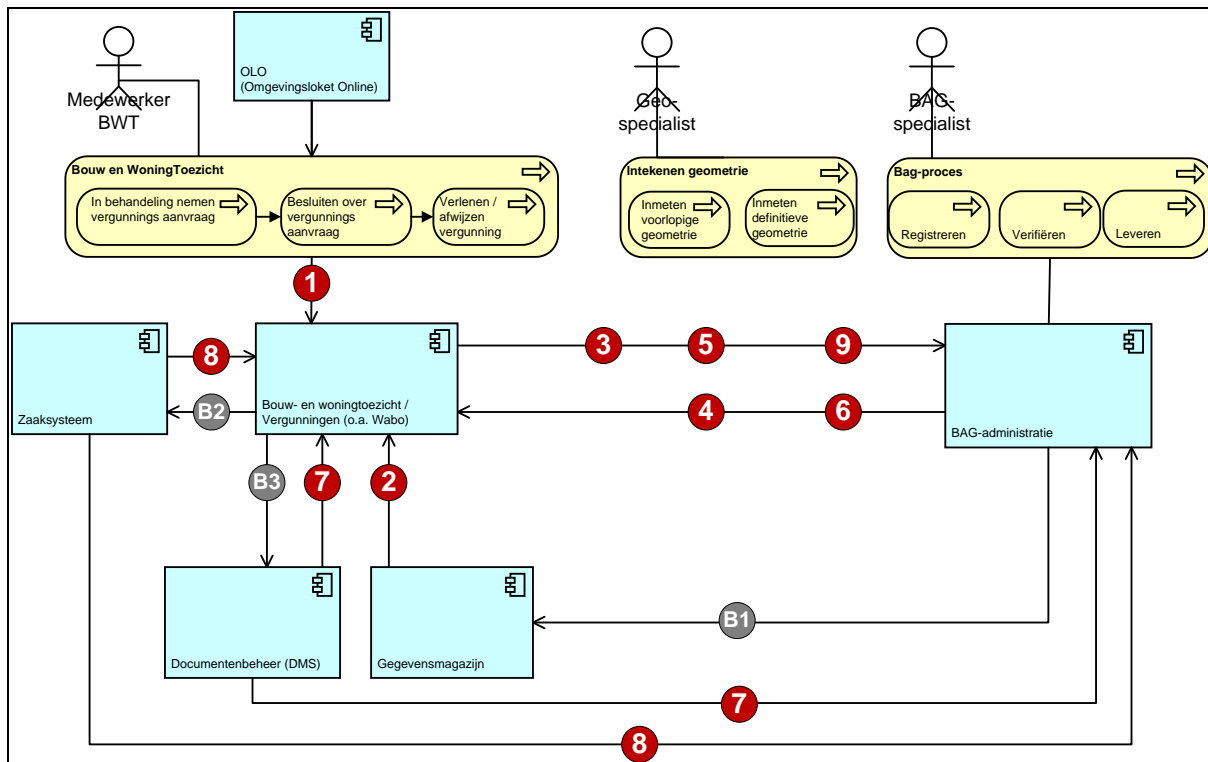 OLO
(Omgevingsloket Online)
Medewerker
BWT
Geo-
specialist
BAG-
specialist
Bouw en WoningToezicht
In behandeling nemen
vergunnings aanvraag
Besluiten over
vergunnings
aanvraag
Verlenen /
afwijzen
vergunning
Intekenen geometrie
Inmeten
voorlopige
geometrie
Inmeten
definitieve
geometrie
Bag-proces
Registreren
Verifiëren
Leveren
1
Zaaksysteem
8
B2
Bouw- en woningtoezicht /
Vergunningen (o.a. Wabo)
3
5
9
4
6
BAG-administratie
B3
7
2
Documentenbeheer (DMS)
Gegevensmagazijn
B1
7
8